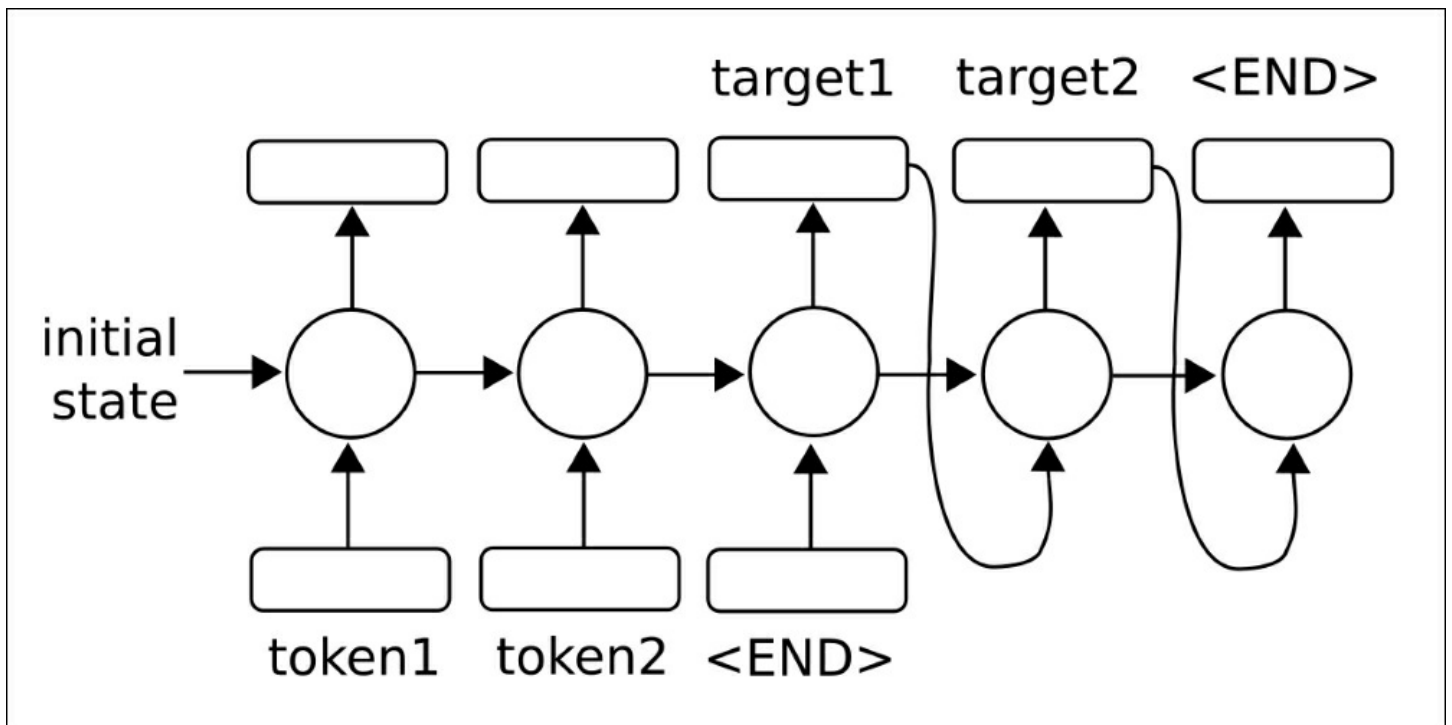 target1 target2 <END>
initial
state
token1 token2 <END>